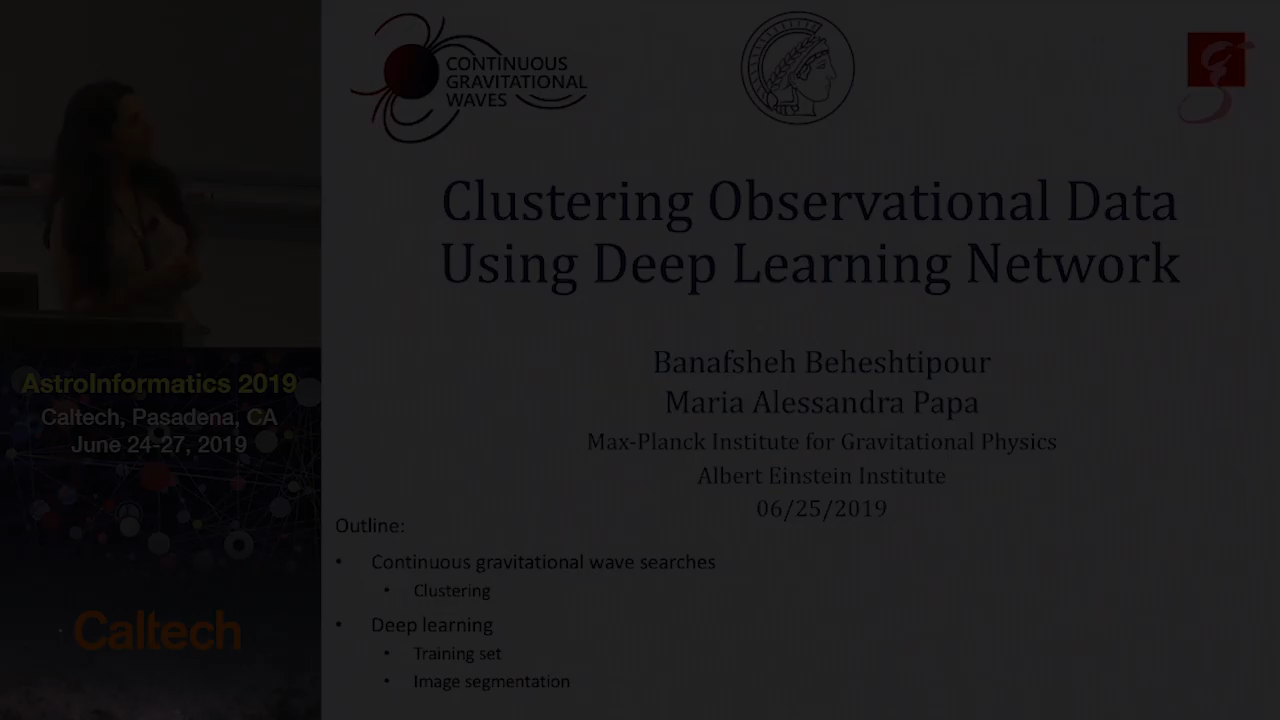 CONTINUOUS
GRAVITATIONAL
WAVES
Clustering Observational Data
Using Deep Learning Network
Banafsheh Beheshtipour
Maria Alessandra Papa
Max-Planck Institute for Gravitational Physics
Albert Einstein Institute
06/25/2019
Outline:
• Continuous gravitational wave searches
• Clustering
• Deep learning
• Training set
• Image segmentation
AstroInformatics 2019
Caltech, Pasadena, CA
June 24-27, 2019
Caltech